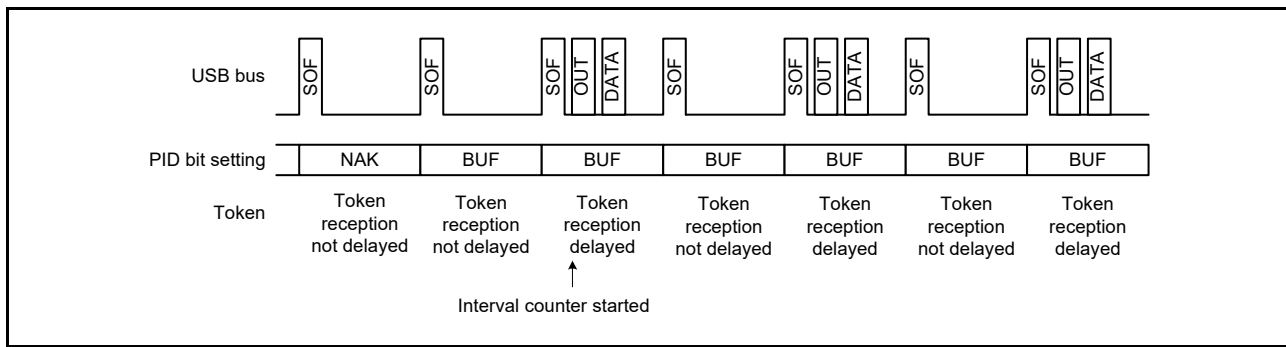 USB bus
SOF
SOF
SOF
OUT
DATA
SOF
SOF
OUT
DATA
SOF
SOF
OUT
DATA
PID bit setting
NAK
BUF
BUF
BUF
BUF
BUF
BUF
Token
Token
reception
not delayed
Token
reception
not delayed
Token
reception
delayed
Token
reception
not delayed
Token
reception
delayed
Token
reception
not delayed
Token
reception
delayed
Interval counter started